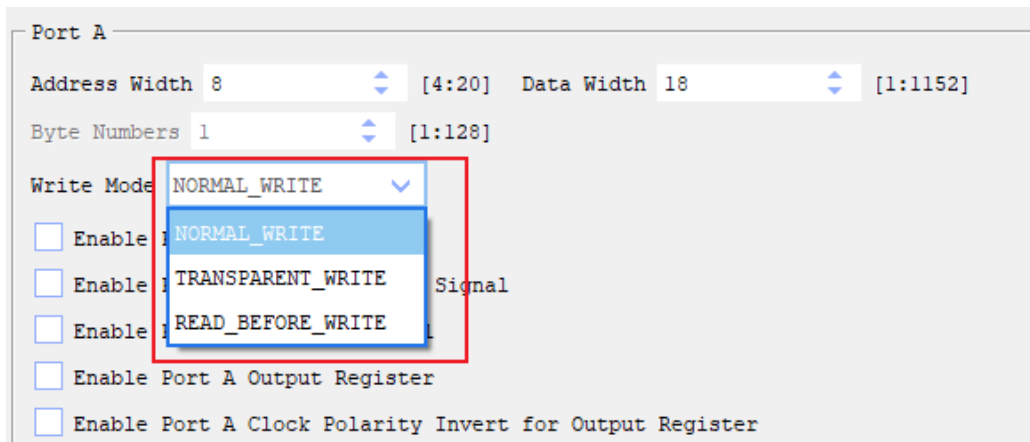 Port A
Address Width 8 [4:20] Data Width 18 [1:1152]
Byte Numbers 1 [1:128]
Write Mode NORMAL_WRITE
Enable NORMAL_WRITE
Enable TRANSPARENT_WRITE Signal
Enable READ_BEFORE_WRITE
Enable Port A Output Register
Enable Port A Clock Polarity Invert for Output Register